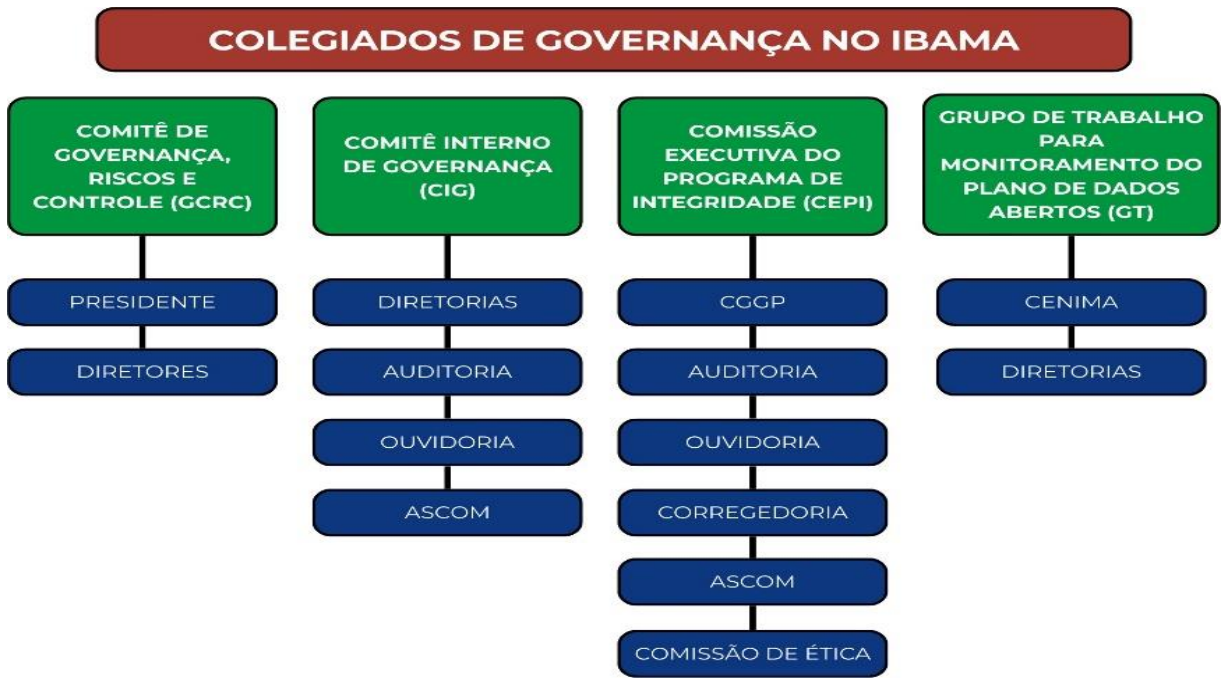 COLEGIADOS DE GOVERNANÇA NO IBAMA
COMITÊ DE
GOVERNANÇA,
RISCOS E
CONTROLE (GCRC)
PRESIDENTE
DIRETORES
COMITÊ INTERNO
DE GOVERNANÇA
(CIG)
DIRETORIAS
AUDITORIA
OUVIDORIA
ASCOM
COMISSÃO
EXECUTIVA DO
PROGRAMA DE
INTEGRIDADE (CEPI)
CGGP
AUDITORIA
OUVIDORIA
CORREGEDORIA
ASCOM
COMISSÃO DE ÉTICA
GRUPO DE TRABALHO
PARA
MONITORAMENTO DO
PLANO DE DADOS
ABERTOS (GT)
CENIMA
DIRETORIAS